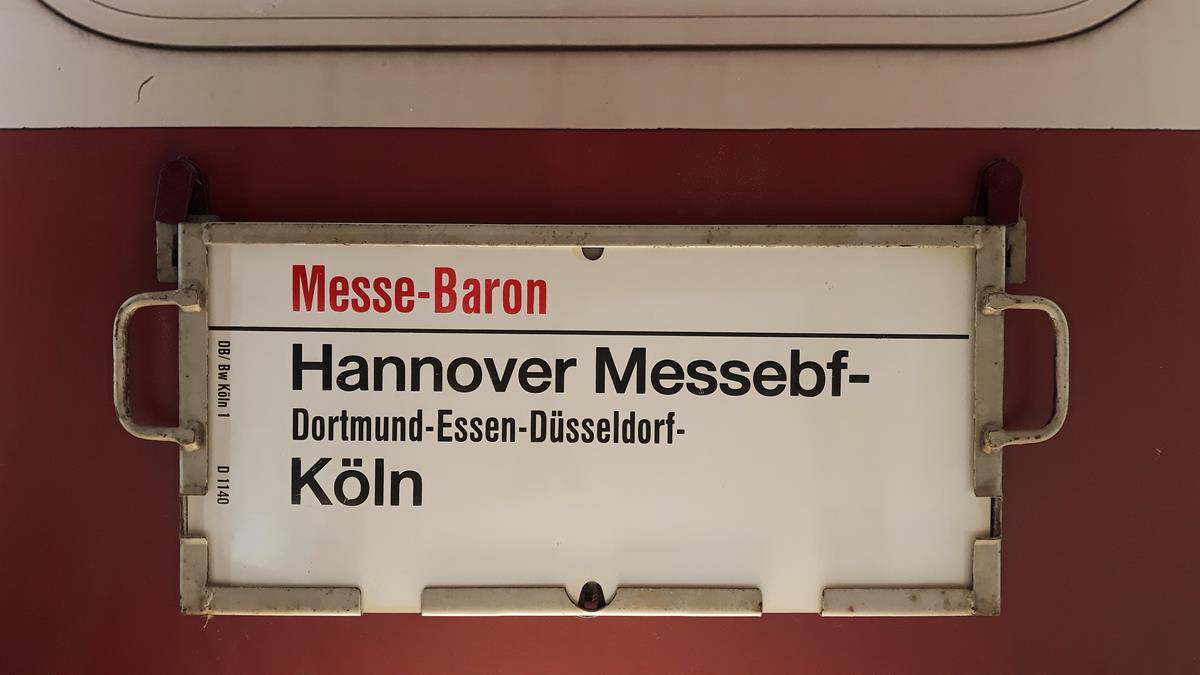 Messe-Baron
Hannover Messebf-
Dortmund-Essen-Düsseldorf-
Köln
DB/ Bw Köln 1
D 1140